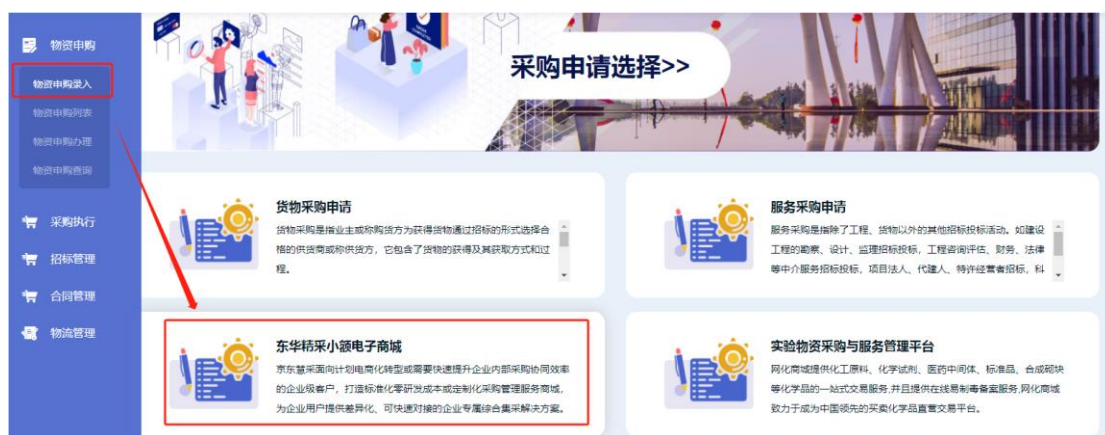 物资申购
物资申购录入
物资申购列表
物资申购办理
物资申购查询
采购执行
招标管理
合同管理
物流管理
采购申请选择>>
货物采购申请
货物采购是指业主或称购货方为获得货物通过招标的形式选择合
格的供货商或称供货方，它包含了货物的获得及其获取方式和过
程。
服务采购申请
服务采购是指除了工程、货物以外的其他招标投标活动。如建设
工程的勘察、设计、监理招标投标，工程咨询评估、财务、法律
等中介服务招标投标，项目法人、代建人、特许经营者招标，科
东华精采小额电子商城
京东慧采面向计划电商化转型或需要快速提升企业内部采购协同效率
的企业级客户，打造标准化零研发成本或定制化采购管理服务商城，
为企业用户提供差异化、可快速对接的企业专属综合集采解决方案。
实验物资采购与服务管理平台
网化商城提供化工原料、化学试剂、医药中间体、标准品、合成砌块
等化学品的一站式交易服务,并且提供在线易制毒备案服务,网化商城
致力于成为中国领先的买卖化学品直营交易平台。